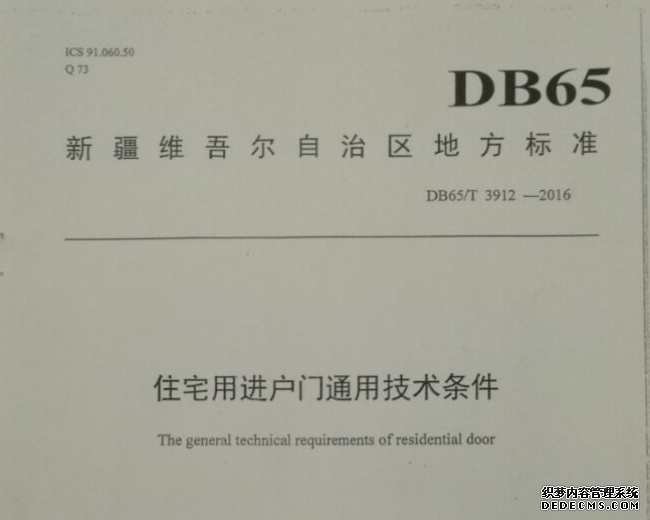 ICS 91.060.50
Q 73
DB65
新疆维吾尔自治区地方标准
DB65/T 3912 —2016
住宅用进户门通用技术条件
The general technical requirements of residential door
织梦内容管理系统
DEDECMS.COM